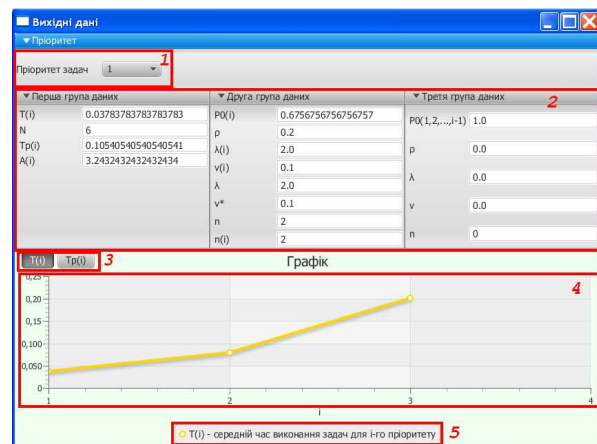 Вихідні дані
▼ Пріоритет
Пріоритет задач 1
1
▼ Перша група даних
T(i) 0.03783783783783783
N 6
Tp(i) 0.10540540540540541
A(i) 3.2432432432432434
▼ Друга група даних
P0(i) 0.6756756756756757
ρ 0.2
λ(i) 2.0
v(i) 0.1
λ 2.0
v* 0.1
n 2
n(i) 2
▼ Третя група даних
2
P0(1,2,...,i-1) 1.0
ρ 0.0
λ 0.0
v 0.0
n 0
T(i) Tp(i) 3
Графік
4
0,25
0,20
0,15
0,100
0,050
0
1 2 3 4
i
T(i) - середній час виконання задач для i-го пріоритету
5